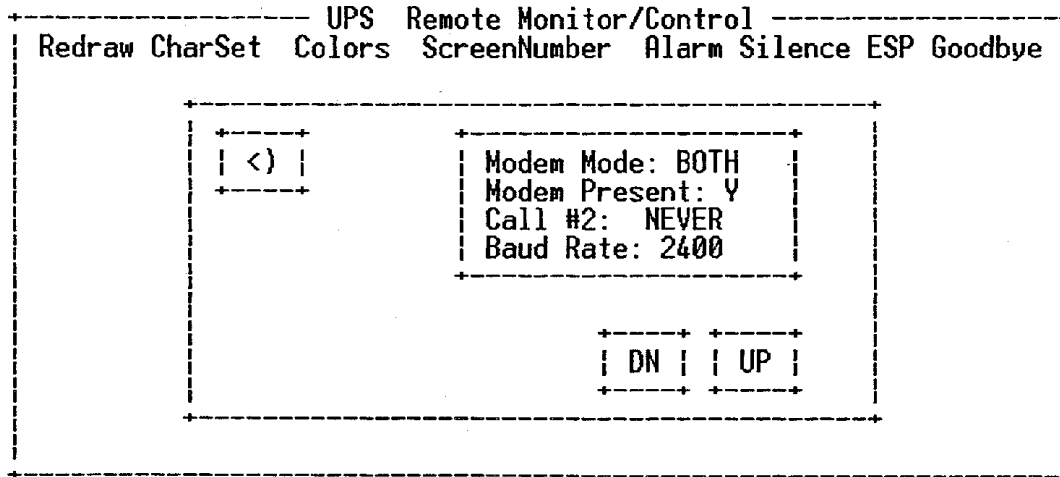 UPS Remote Monitor/Control
Redraw CharSet Colors ScreenNumber Alarm Silence ESP Goodbye
<)
Modem Mode: BOTH
Modem Present: Y
Call #2: NEVER
Baud Rate: 2400
DN UP